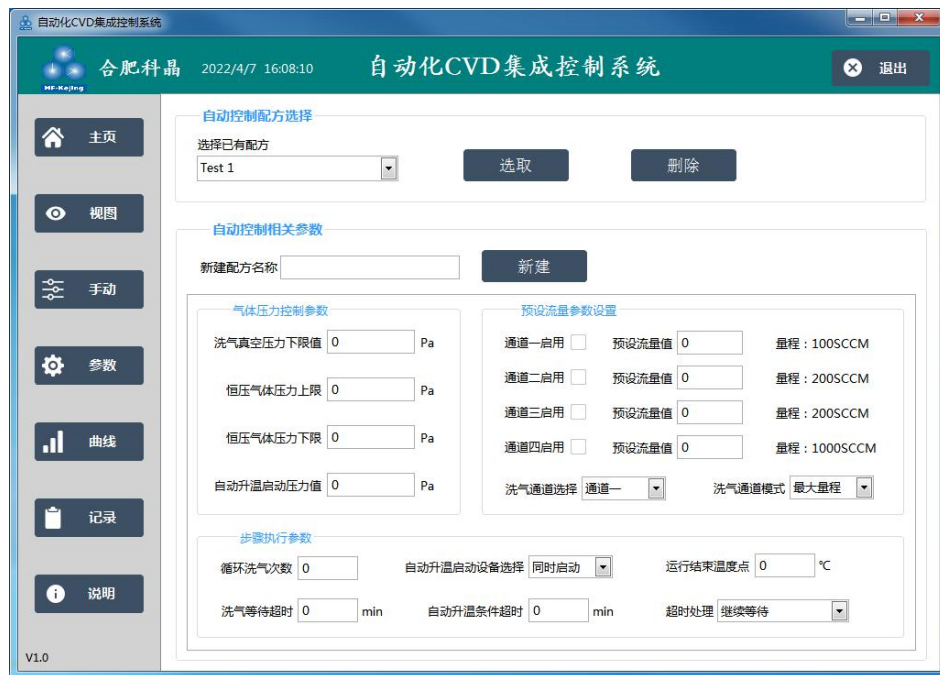 自动化CVD集成控制系统
MF-Kejing
合肥科晶 2022/4/7 16:08:10 自动化CVD集成控制系统 退出
主页
视图
手动
参数
曲线
记录
说明
V1.0
自动控制配方选择
选择已有配方
Test 1 选取 删除
自动控制相关参数
新建配方名称 新建
气体压力控制参数
洗气真空压力下限值 0 Pa
恒压气体压力上限 0 Pa
恒压气体压力下限 0 Pa
自动升温启动压力值 0 Pa
预设流量参数设置
通道一启用 预设流量值 0 量程：100SCCM
通道二启用 预设流量值 0 量程：200SCCM
通道三启用 预设流量值 0 量程：200SCCM
通道四启用 预设流量值 0 量程：1000SCCM
洗气通道选择 通道一 洗气通道模式 最大量程
步骤执行参数
循环洗气次数 0 自动升温启动设备选择 同时启动 运行结束温度点 0 ℃
洗气等待超时 0 min 自动升温条件超时 0 min 超时处理 继续等待